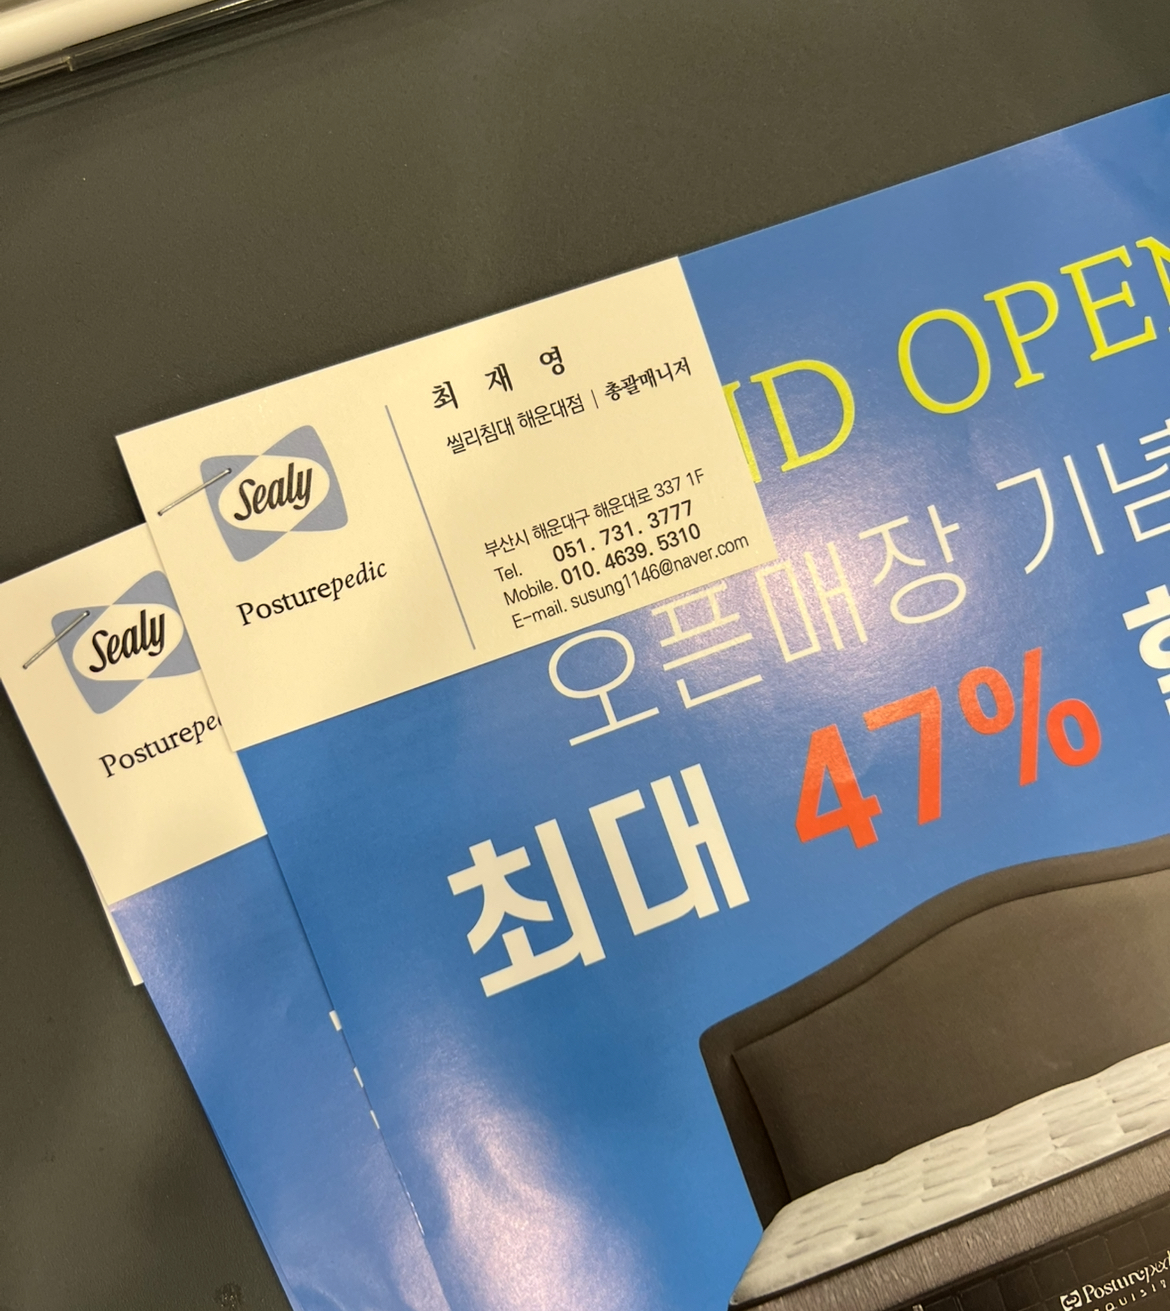 최 재 영
씰리침대 해운대점 | 총괄매니저
Sealy
Posturepedic
부산시 해운대구 해운대로 337 1F
Tel. 051. 731. 3777
Mobile. 010. 4639. 5310
E-mail. susung1146@naver.com
Sealy
OPEN
오픈매장 기념
최대 47%